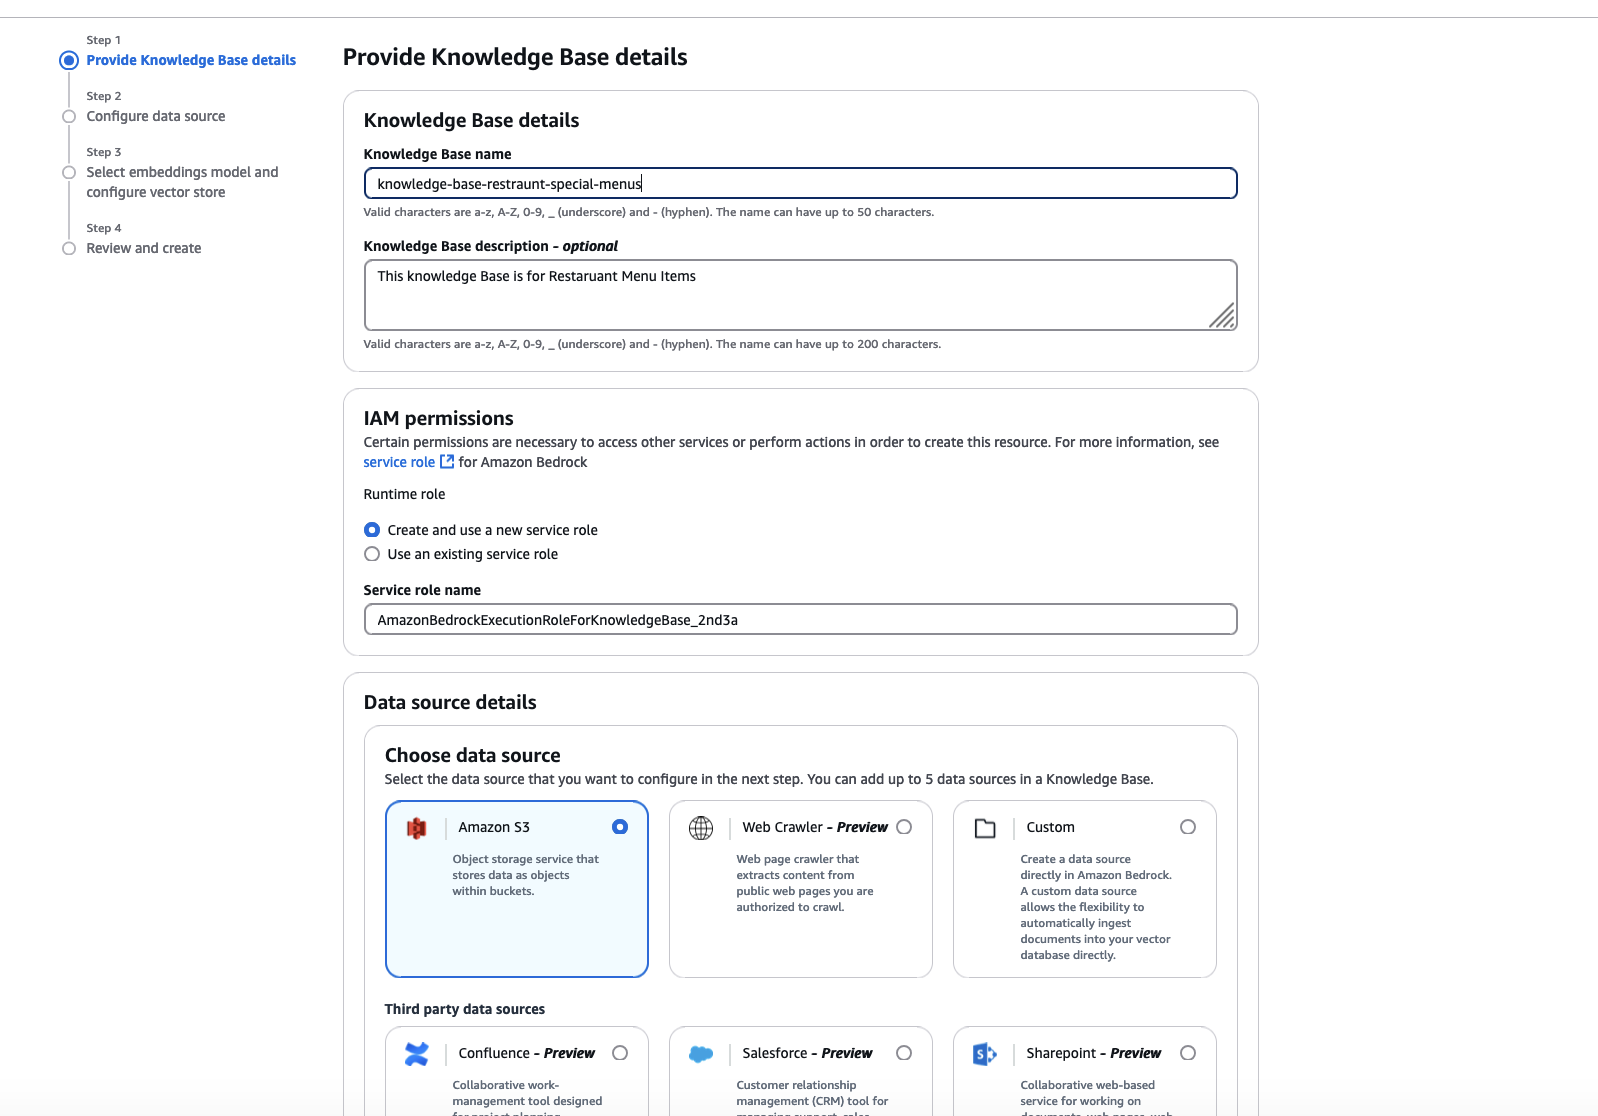 Step 1
Provide Knowledge Base details
Step 2
Configure data source
Step 3
Select embeddings model and
configure vector store
Step 4
Review and create
Provide Knowledge Base details
Knowledge Base details
Knowledge Base name
knowledge-base-restraunt-special-menus
Valid characters are a-z, A-Z, 0-9, _ (underscore) and - (hyphen). The name can have up to 50 characters.
Knowledge Base description - optional
This knowledge Base is for Restaruant Menu Items
Valid characters are a-z, A-Z, 0-9, _ (underscore) and - (hyphen). The name can have up to 200 characters.
IAM permissions
Certain permissions are necessary to access other services or perform actions in order to create this resource. For more information, see
service role for Amazon Bedrock
Runtime role
Create and use a new service role
Use an existing service role
Service role name
AmazonBedrockExecutionRoleForKnowledgeBase_2nd3a
Data source details
Choose data source
Select the data source that you want to configure in the next step. You can add up to 5 data sources in a Knowledge Base.
Amazon S3
Object storage service that
stores data as objects
within buckets.
Web Crawler - Preview
Web page crawler that
extracts content from
public web pages you are
authorized to crawl.
Custom
Create a data source
directly in Amazon Bedrock.
A custom data source
allows the flexibility to
automatically ingest
documents into your vector
database directly.
Third party data sources
Confluence - Preview
Collaborative work-
management tool designed
for project planning
Salesforce - Preview
Customer relationship
management (CRM) tool for
managing support, sales
Sharepoint - Preview
Collaborative web-based
service for working on
documents, web pages, web